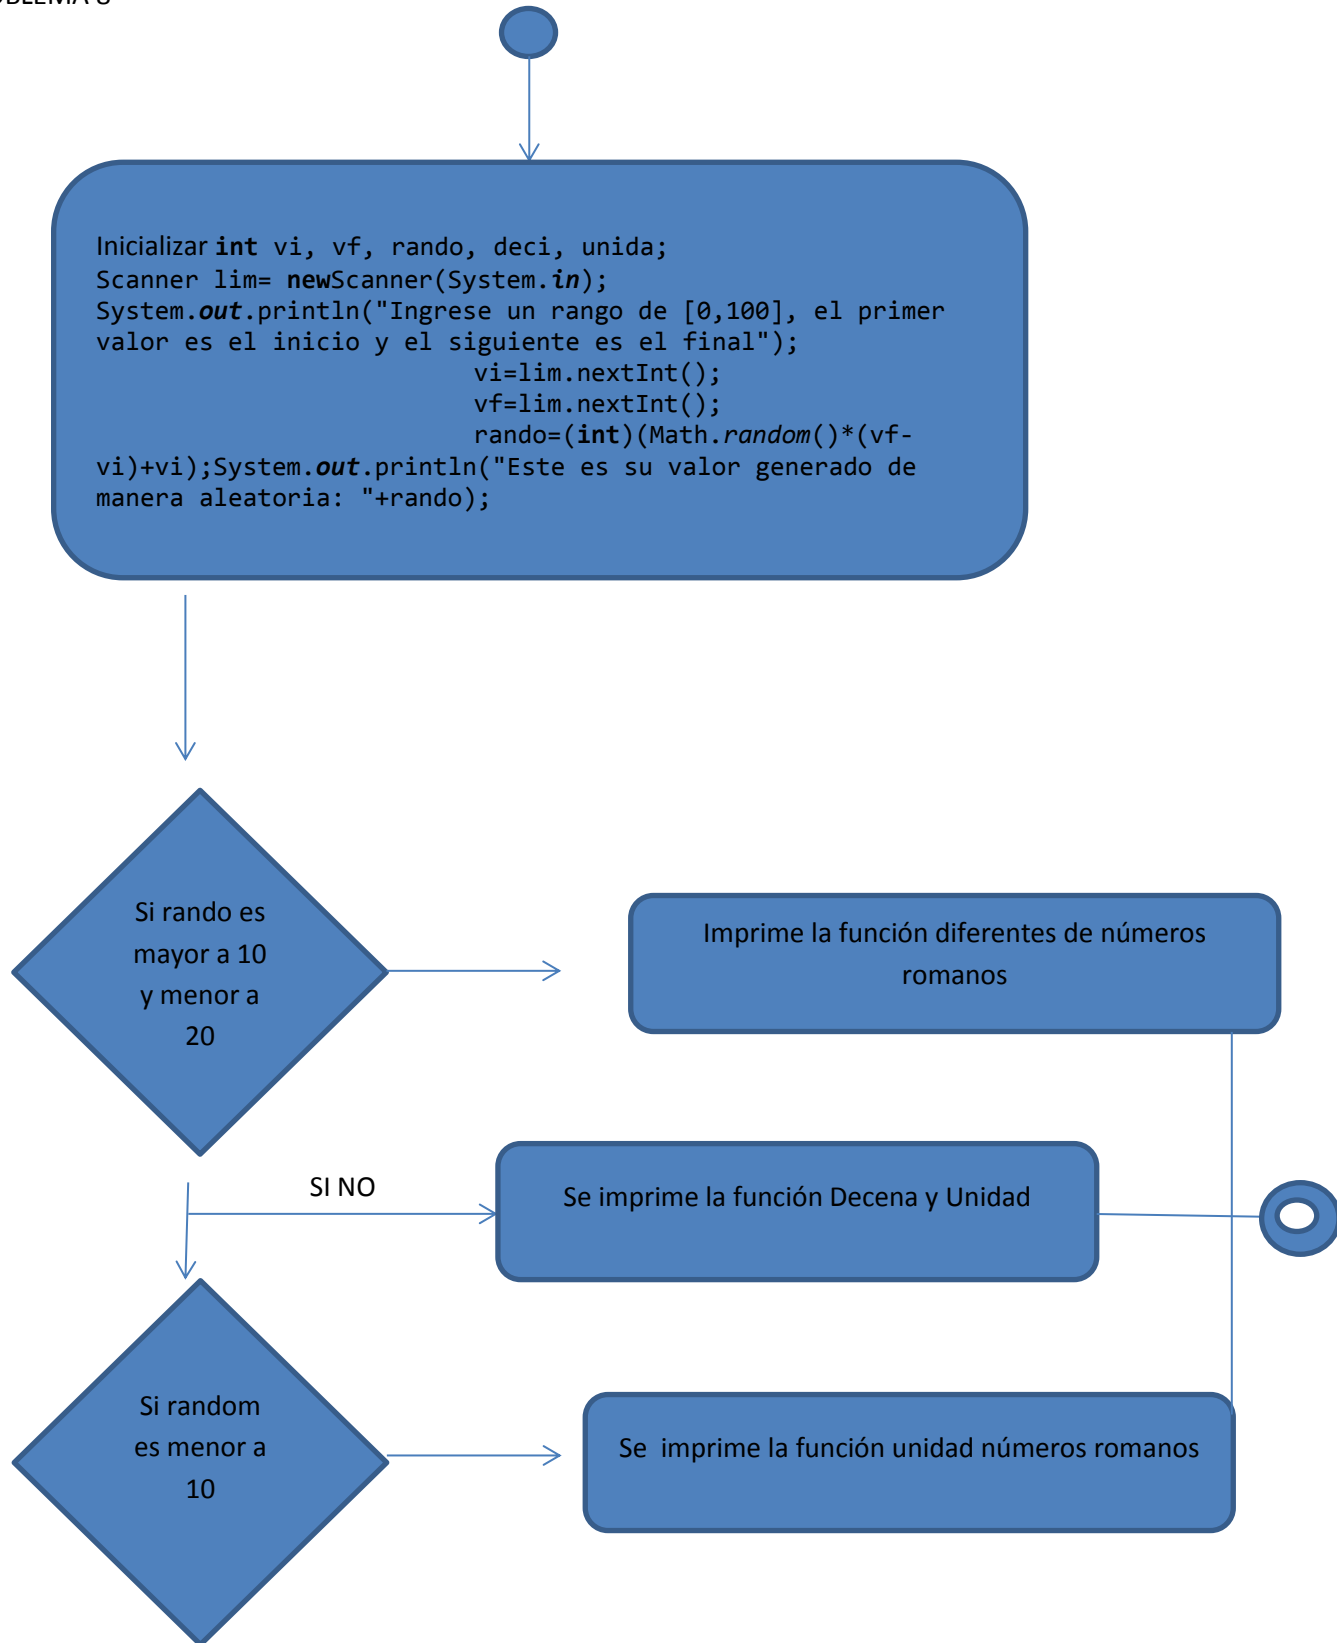 Inicializar int vi, vf, rando, deci, unida;
Scanner lim= newScanner(System.in);
System.out.println("Ingrese un rango de [0,100], el primer
valor es el inicio y el siguiente es el final");
vi=lim.nextInt();
vf=lim.nextInt();
rando=(int)(Math.random()*(vf-
vi)+vi);System.out.println("Este es su valor generado de
manera aleatoria: "+rando);
Si rando es
mayor a 10
y menor a
20
Imprime la función diferentes de números
romanos
SI NO
Se imprime la función Decena y Unidad
Si random
es menor a
10
Se  imprime la función unidad números romanos